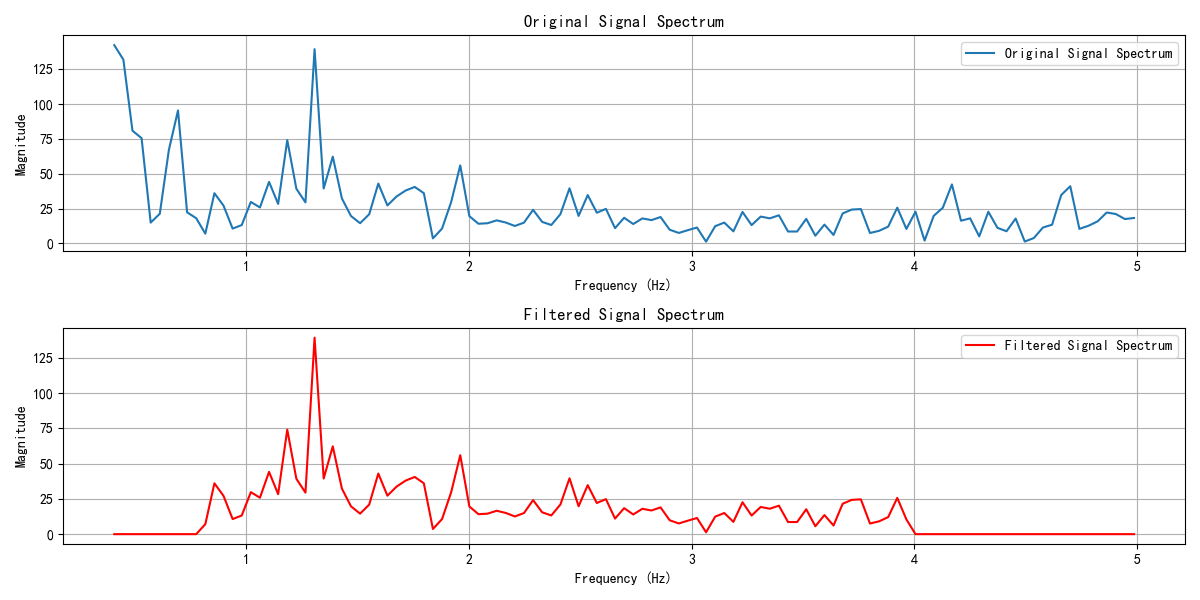 Original Signal Spectrum
Original Signal Spectrum
Magnitude
125
100
75
50
25
0
1
2
3
4
5
Frequency (Hz)
Filtered Signal Spectrum
Filtered Signal Spectrum
Magnitude
125
100
75
50
25
0
1
2
3
4
5
Frequency (Hz)